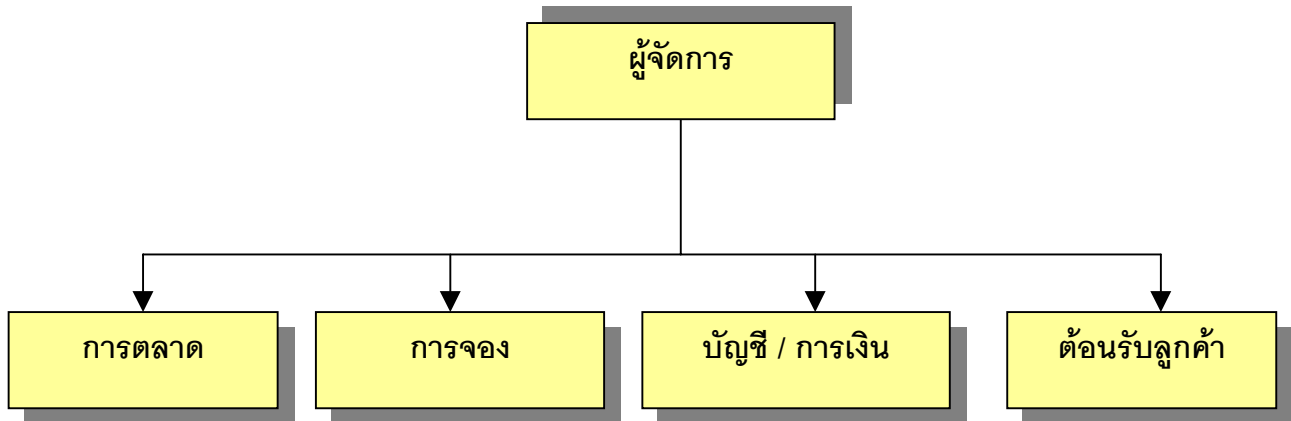 ผู้จัดการ
การตลาด
การจอง
บัญชี / การเงิน
ต้อนรับลูกค้า